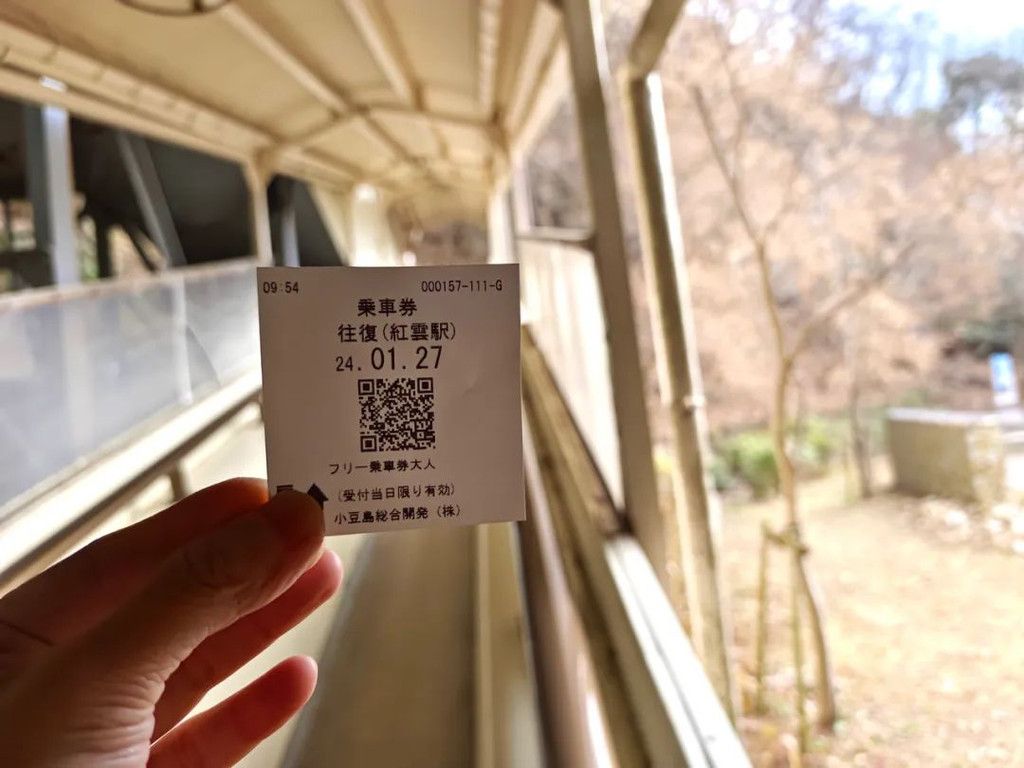 09:54 000157-111-G
乗車券
往復(紅雲駅)
24.01.27
フリー乗車券大人
(受付当日限り有効)
小豆島総合開発(株)